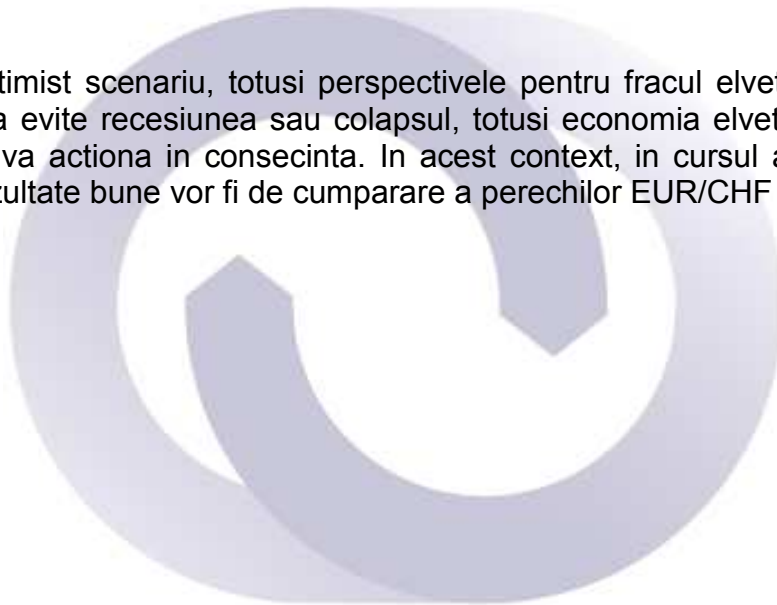 timist scenariu, totusi perspectivele pentru fracul elvet
a evite recesiunea sau colapsul, totusi economia elvet
va actiona in consecinta. In acest context, in cursul a
zultate bune vor fi de cumparare a perechilor EUR/CHF